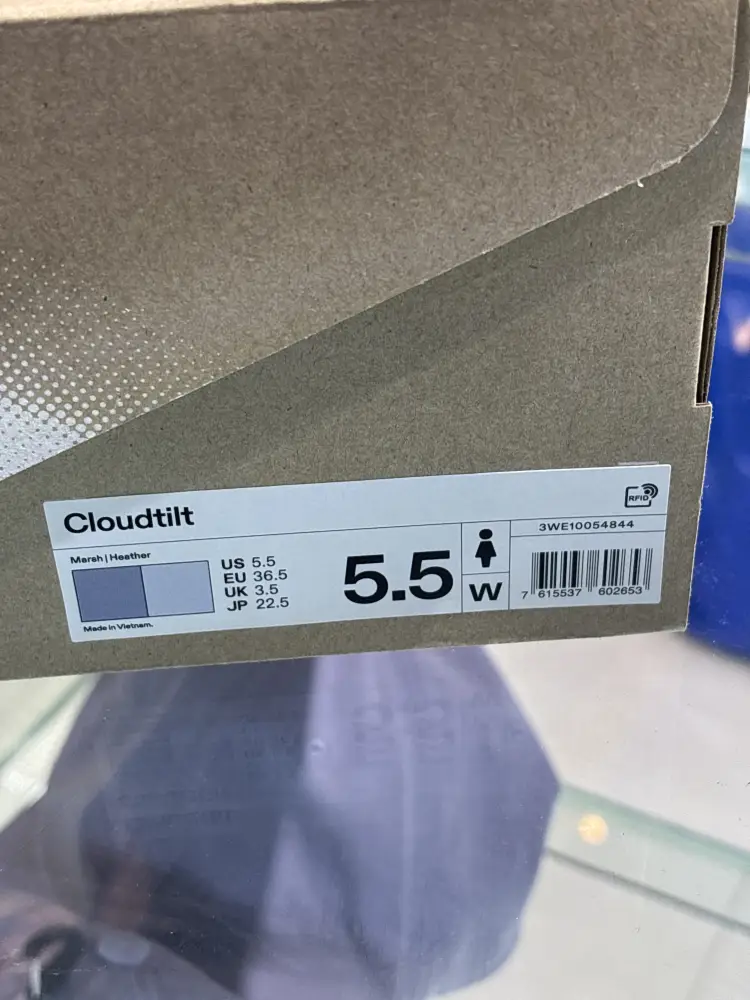 Cloudtilt
RFID
Marsh | Heather
US 5.5
EU 36.5
UK 3.5
JP 22.5
Made in Vietnam.
5.5
W
3WE10054844
7 615537 602653